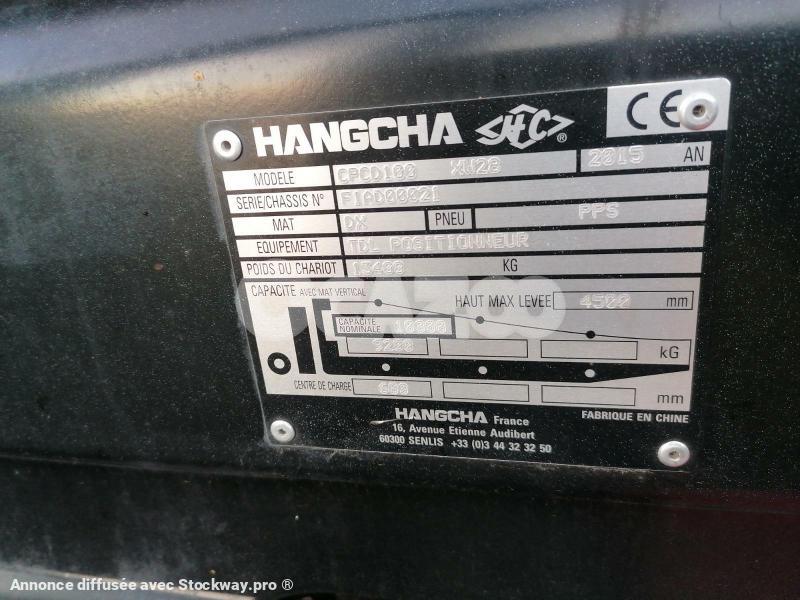 HANGCHA HC® CE
MODELE CPCD100 XW28 2015 AN
SERIE/CHASSIS N° F1AD00021
MAT DX PNEU PPS
EQUIPEMENT TDL POSITIONNEUR
POIDS DU CHARIOT 13400 KG
CAPACITE AVEC MAT VERTICAL HAUT MAX LEVEE 4500 mm
CAPACITE NOMINALE 10000
9200 kG
CENTRE DE CHARGE 600 mm
HANGCHA France FABRIQUE EN CHINE
16, Avenue Etienne Audibert
60300 SENLIS +33 (0)3 44 32 32 50
Annonce diffusée avec Stockway.pro ®